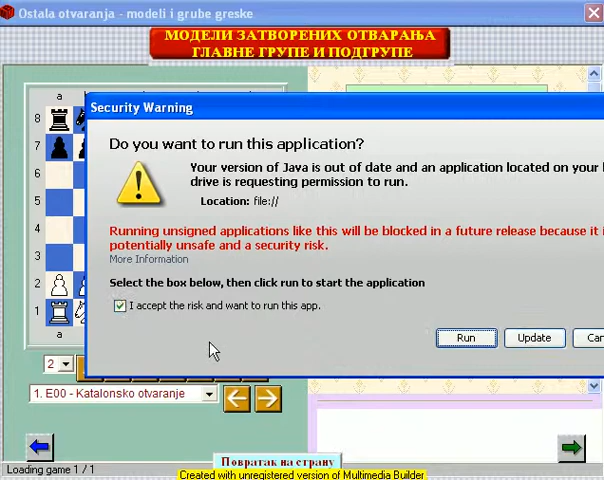 Ostala otvaranja - modeli i grube greske
МОДЕЛИ ЗАТВОРЕНИХ ОТВАРАЊА
ГЛАВНЕ ГРУПЕ И ПОДГРУПЕ
a
8
7
6
5
4
3
2
1
a
Security Warning
Do you want to run this application?
Your version of Java is out of date and an application located on your
drive is requesting permission to run.
Location: file://
Running unsigned applications like this will be blocked in a future release because it
potentially unsafe and a security risk.
More Information
Select the box below, then click run to start the application
I accept the risk and want to run this app.
Run
Update
2
1. E00 - Katalonsko otvaranje
Повратак на страну
Loading game 1 / 1
Created with unregistered version of Multimedia Builder